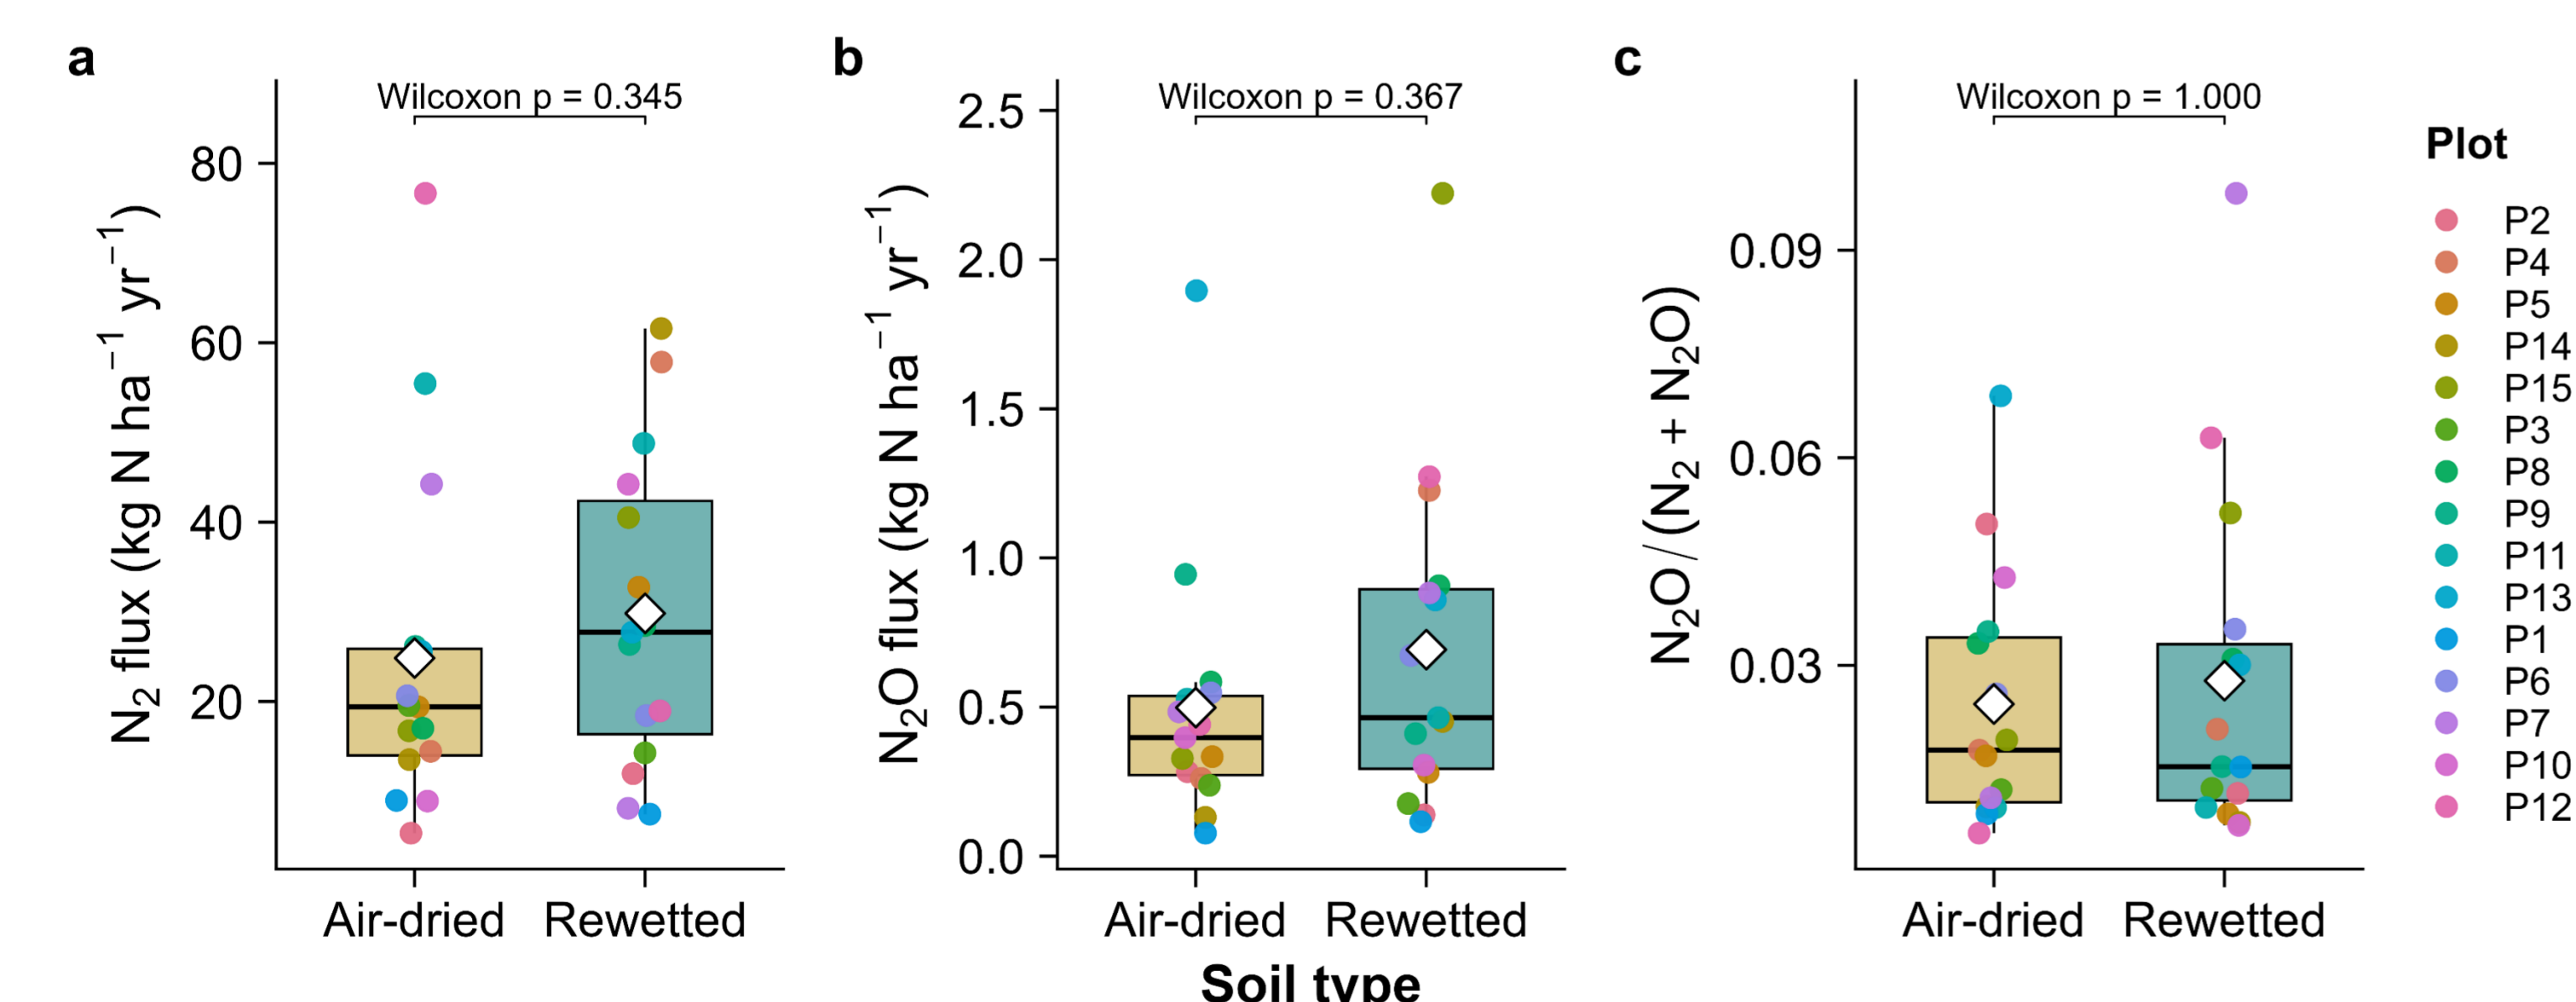 a
Wilcoxon p = 0.345
N₂ flux (kg N ha⁻¹ yr⁻¹)
80
60
40
20
Air-dried
Rewetted
b
Wilcoxon p = 0.367
N₂O flux (kg N ha⁻¹ yr⁻¹)
2.5
2.0
1.5
1.0
0.5
0.0
Air-dried
Rewetted
Soil type
c
Wilcoxon p = 1.000
N₂O / (N₂ + N₂O)
0.09
0.06
0.03
Air-dried
Rewetted
Plot
P2
P4
P5
P14
P15
P3
P8
P9
P11
P13
P1
P6
P7
P10
P12